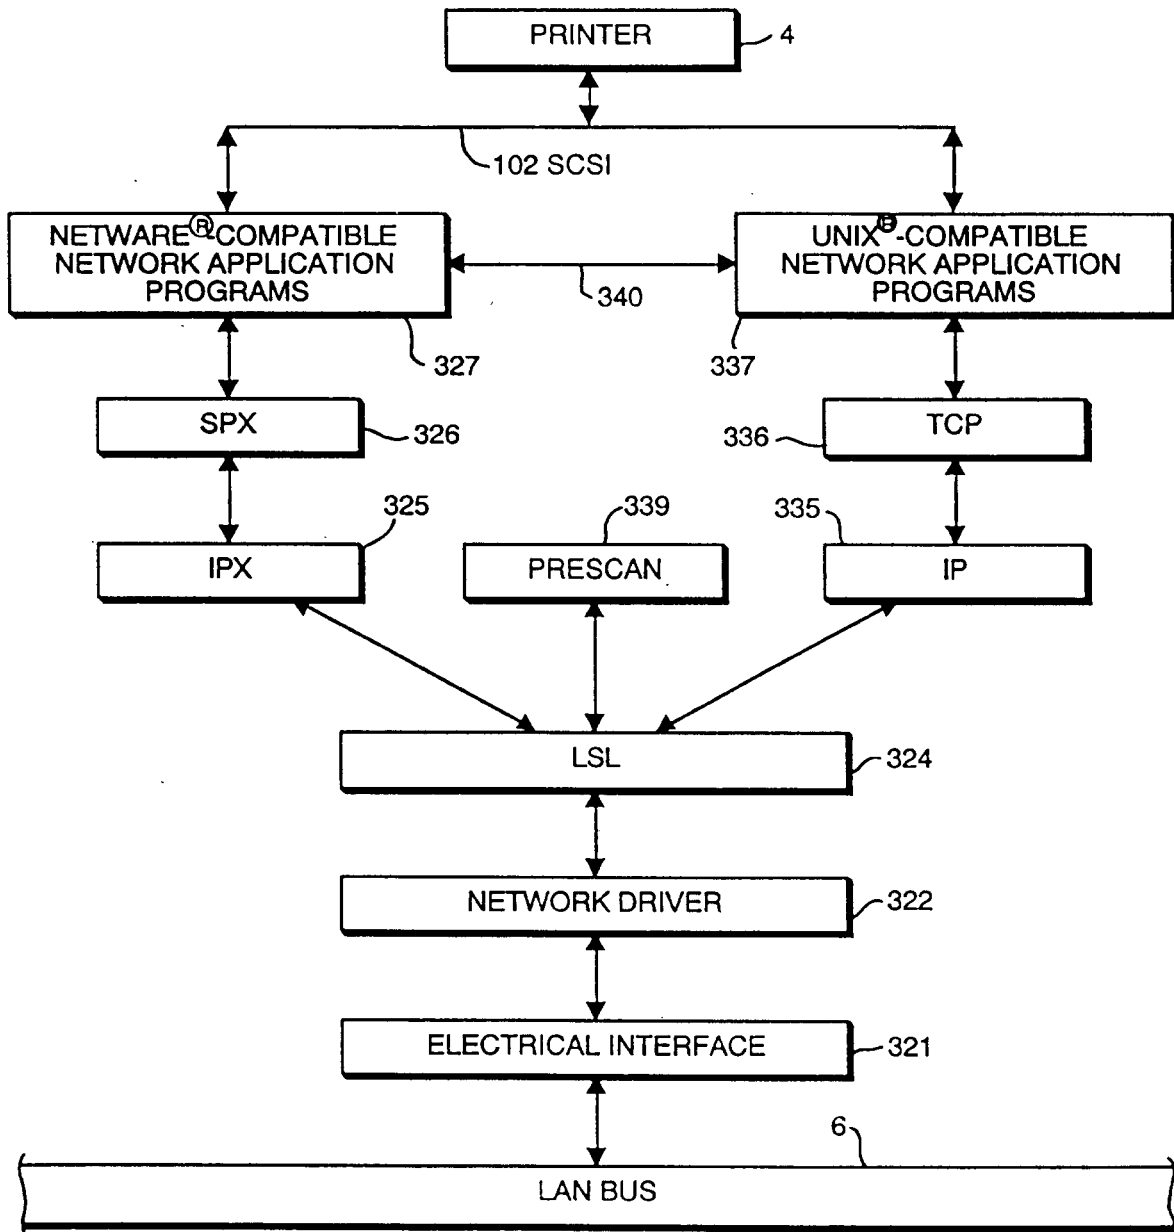 PRINTER
4
102 SCSI
NETWARE®-COMPATIBLE
NETWORK APPLICATION
PROGRAMS
UNIX®-COMPATIBLE
NETWORK APPLICATION
PROGRAMS
340
327
337
SPX
326
TCP
336
325
339
335
IPX
PRESCAN
IP
LSL
324
NETWORK DRIVER
322
ELECTRICAL INTERFACE
321
6
LAN BUS